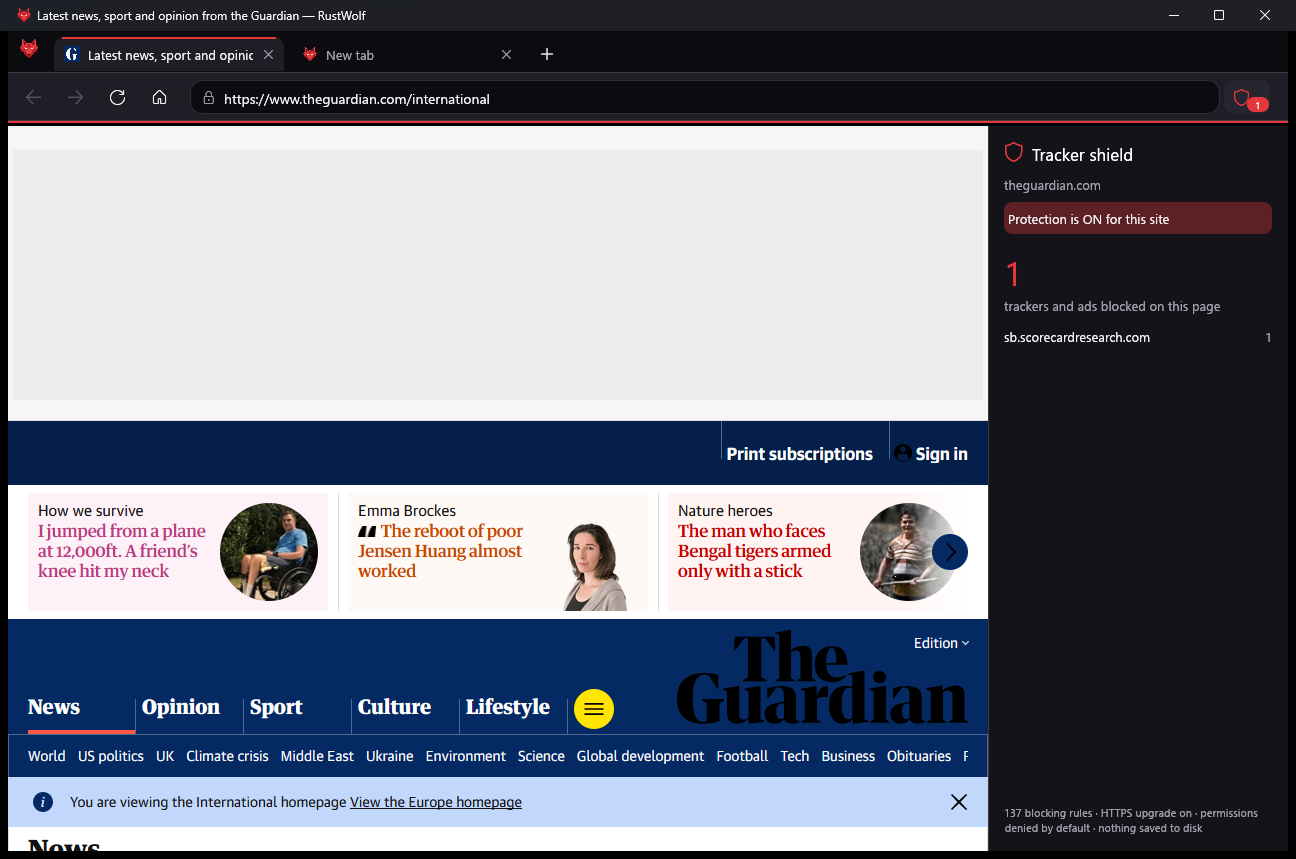 Latest news, sport and opinion from the Guardian — RustWolf
Latest news, sport and opinic
New tab
https://www.theguardian.com/international
1
Tracker shield
theguardian.com
Protection is ON for this site
1
trackers and ads blocked on this page
sb.scorecardresearch.com 1
Print subscriptions
Sign in
How we survive
I jumped from a plane
at 12,000ft. A friend's
knee hit my neck
Emma Brockes
The reboot of poor
Jensen Huang almost
worked
Nature heroes
The man who faces
Bengal tigers armed
only with a stick
Edition
The
Guardian
News Opinion Sport Culture Lifestyle
World US politics UK Climate crisis Middle East Ukraine Environment Science Global development Football Tech Business Obituaries
You are viewing the International homepage View the Europe homepage
News
137 blocking rules · HTTPS upgrade on · permissions
denied by default · nothing saved to disk